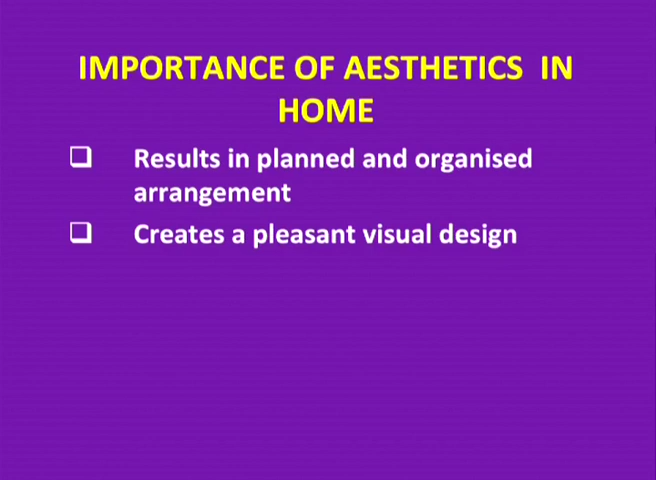 IMPORTANCE OF AESTHETICS IN
HOME
Results in planned and organised
arrangement
Creates a pleasant visual design